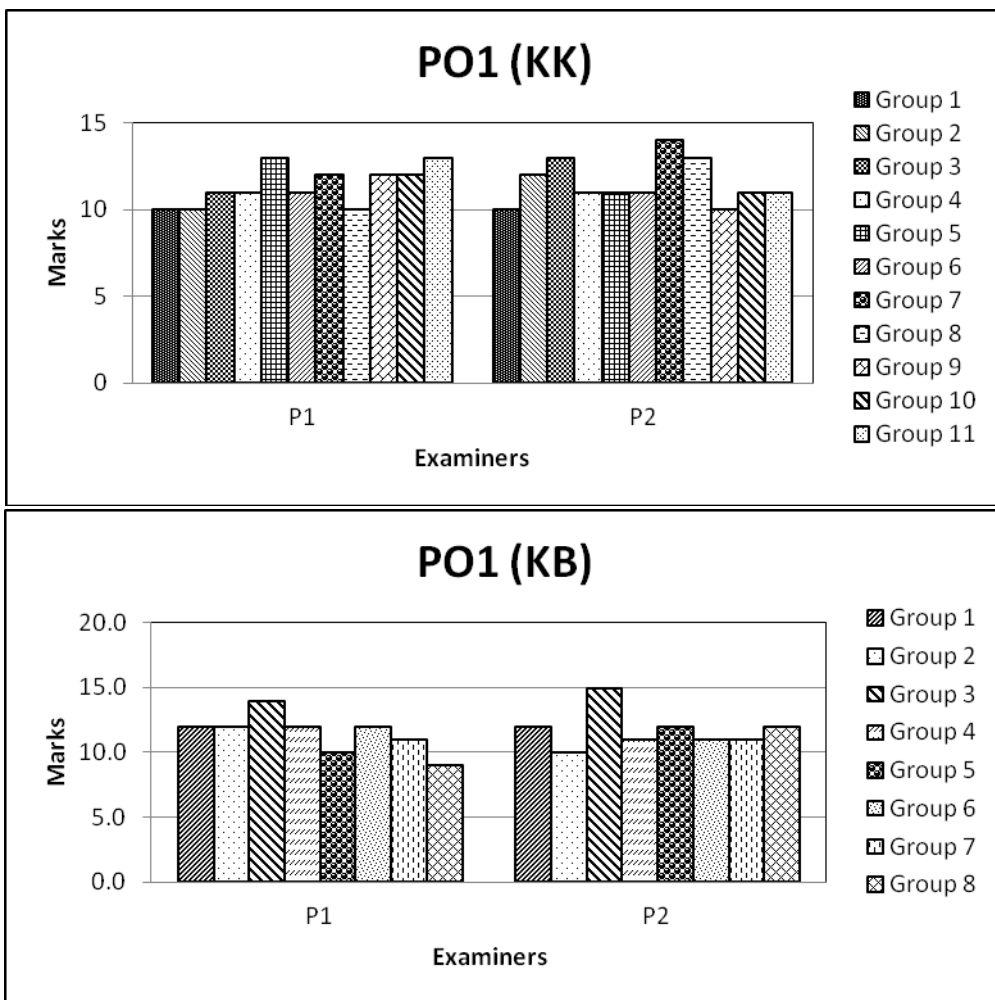 PO1 (KK)
15
10
5
0
Marks
P1
P2
Examiners
Group 1
Group 2
Group 3
Group 4
Group 5
Group 6
Group 7
Group 8
Group 9
Group 10
Group 11
PO1 (KB)
20.0
15.0
10.0
5.0
0.0
Marks
P1
P2
Examiners
Group 1
Group 2
Group 3
Group 4
Group 5
Group 6
Group 7
Group 8